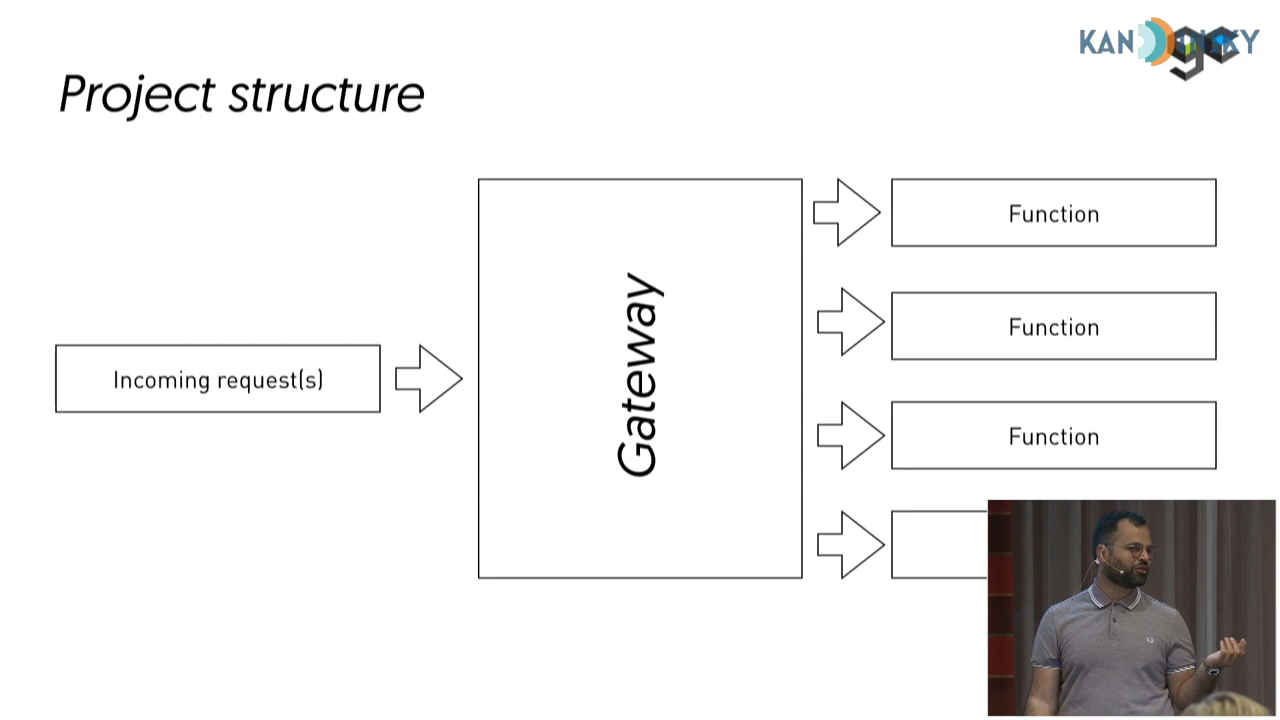 Project structure
Incoming request(s)
Gateway
Function
Function
Function